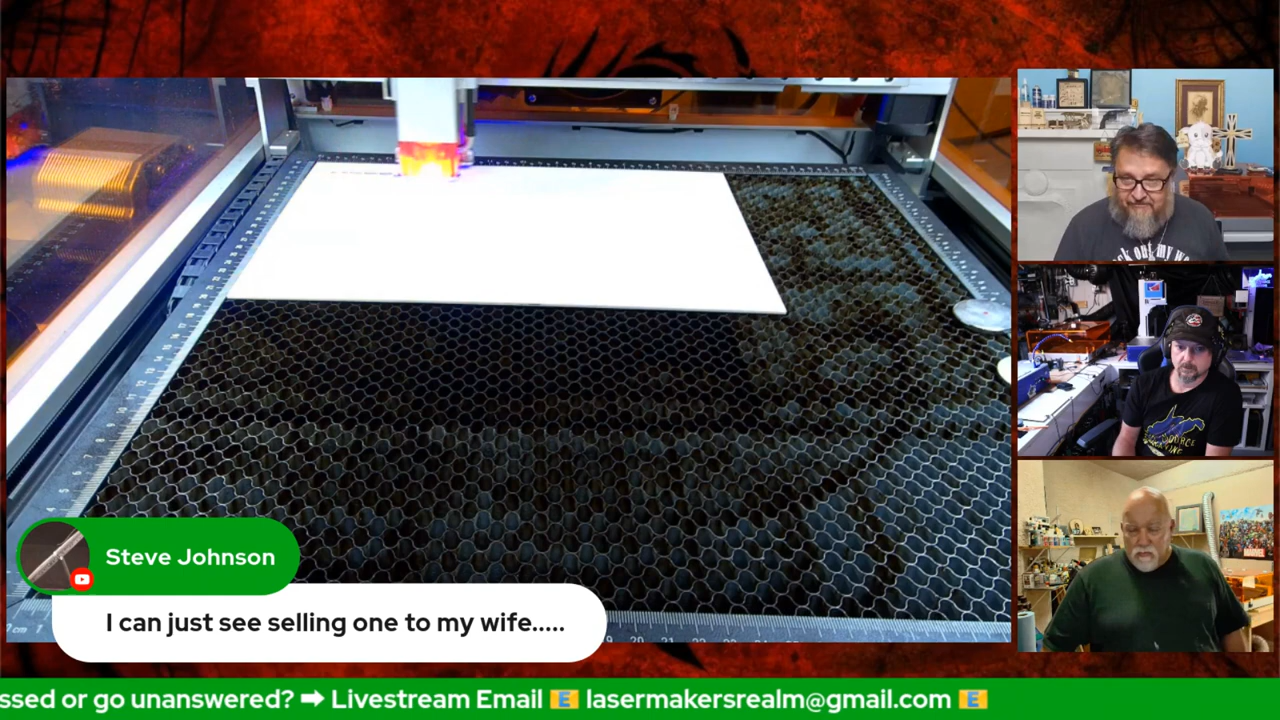 Steve Johnson
I can just see selling one to my wife.....
ssed or go unanswered? ➡ Livestream Email 📧 lasermakersrealm@gmail.com 📧
MARVEL